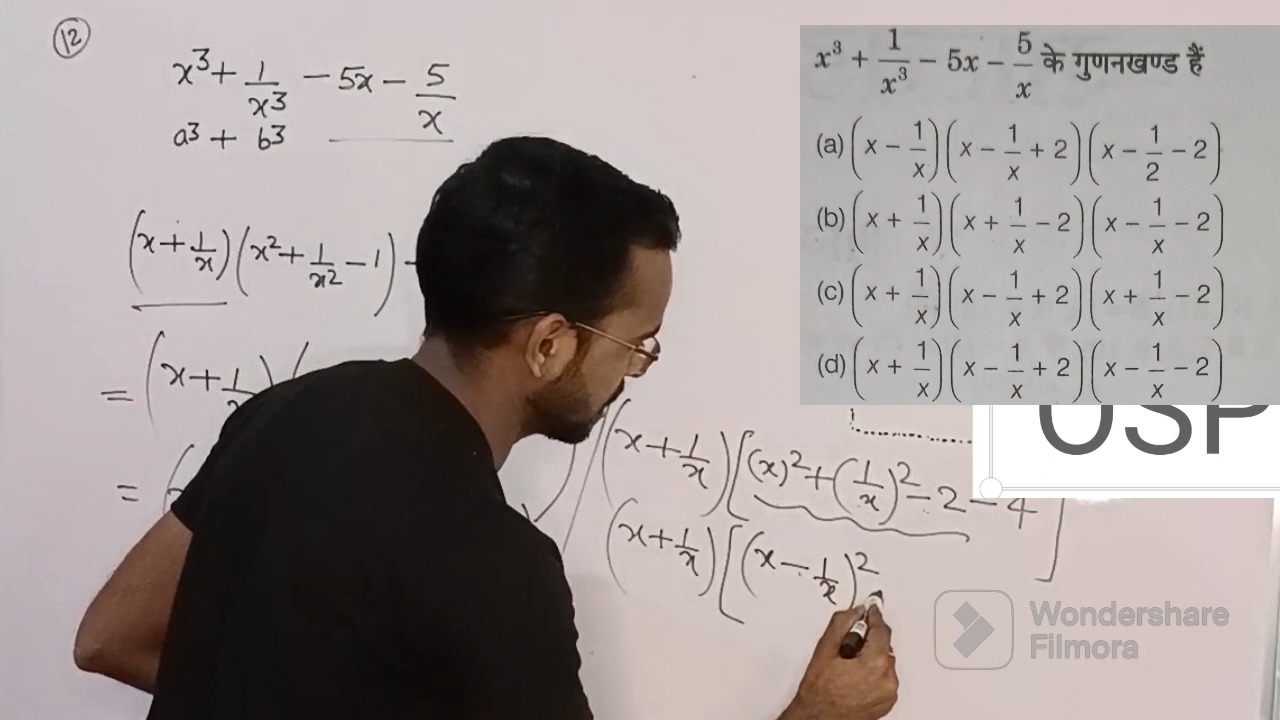 12
x³ + 1/x³ - 5x - 5/x
a³ + b³
(x + 1/x)(x² + 1/x² - 1) -
= (x + 1/x)(
= (
(x + 1/x)[(x)² + (1/x)² - 2 - 4]
(x + 1/x)[(x - 1/x)²
x³ + 1/x³ - 5x - 5/x के गुणनखण्ड हैं
(a) (x - 1/x)(x - 1/x + 2)(x - 1/2 - 2)
(b) (x + 1/x)(x + 1/x - 2)(x - 1/x - 2)
(c) (x + 1/x)(x - 1/x + 2)(x + 1/x - 2)
(d) (x + 1/x)(x - 1/x + 2)(x - 1/x - 2)
USP
Wondershare
Filmora